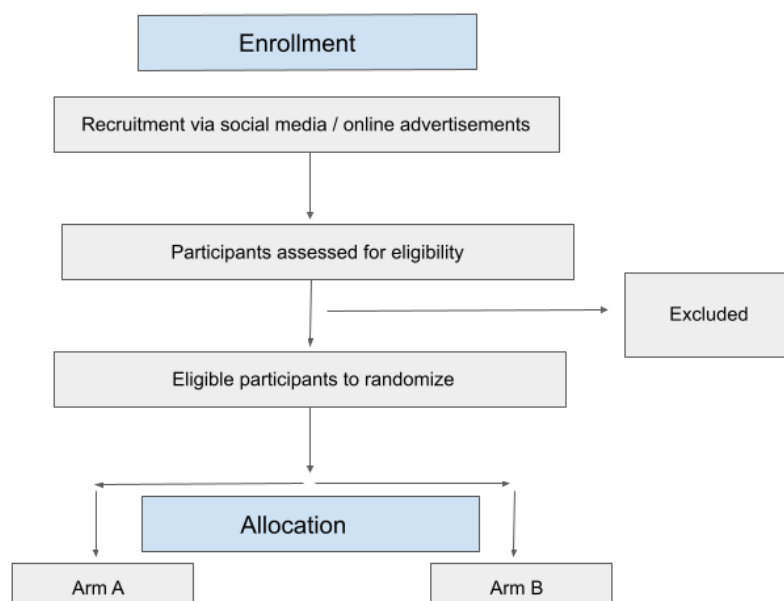 Enrollment
Recruitment via social media / online advertisements
Participants assessed for eligibility
Excluded
Eligible participants to randomize
Allocation
Arm A
Arm B